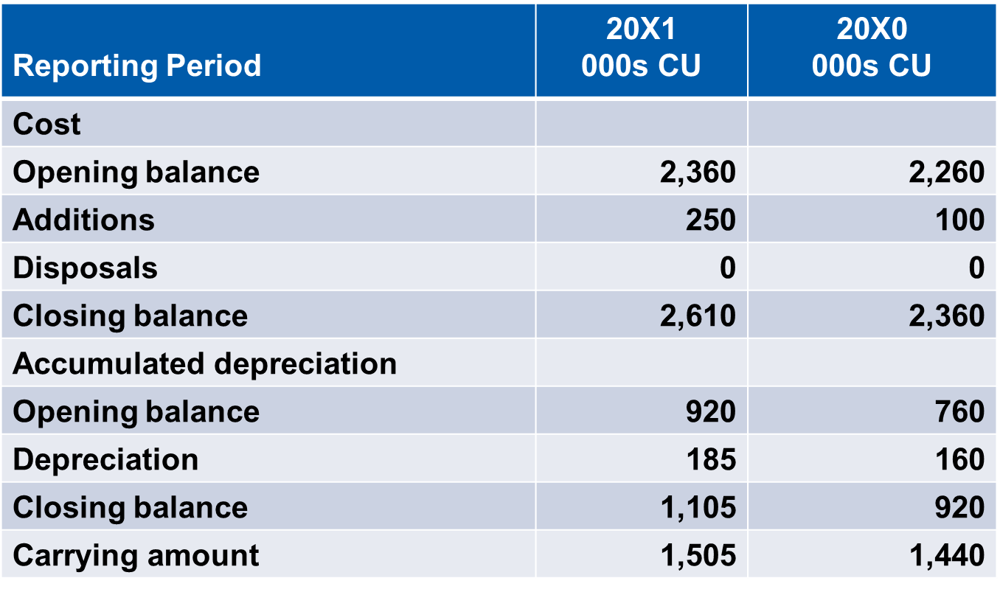 20X1 20X0
Reporting Period 000s CU 000s CU
Cost
Opening balance 2,360 2,260
Additions 250 100
Disposals 0 0
Closing balance 2,610 2,360
Accumulated depreciation
Opening balance 920 760
Depreciation 185 160
Closing balance 1,105 920
Carrying amount 1,505 1,440